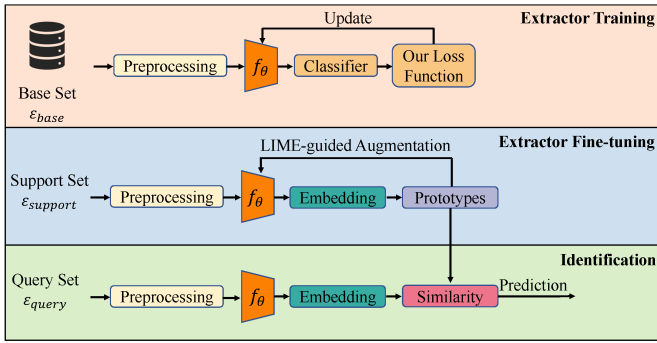 Extractor Training
Update
Preprocessing
fθ
Classifier
Our Loss
Function
Base Set
εbase
Extractor Fine-tuning
LIME-guided Augmentation
Support Set
εsupport
Preprocessing
fθ
Embedding
Prototypes
Identification
Query Set
εquery
Preprocessing
fθ
Embedding
Similarity
Prediction